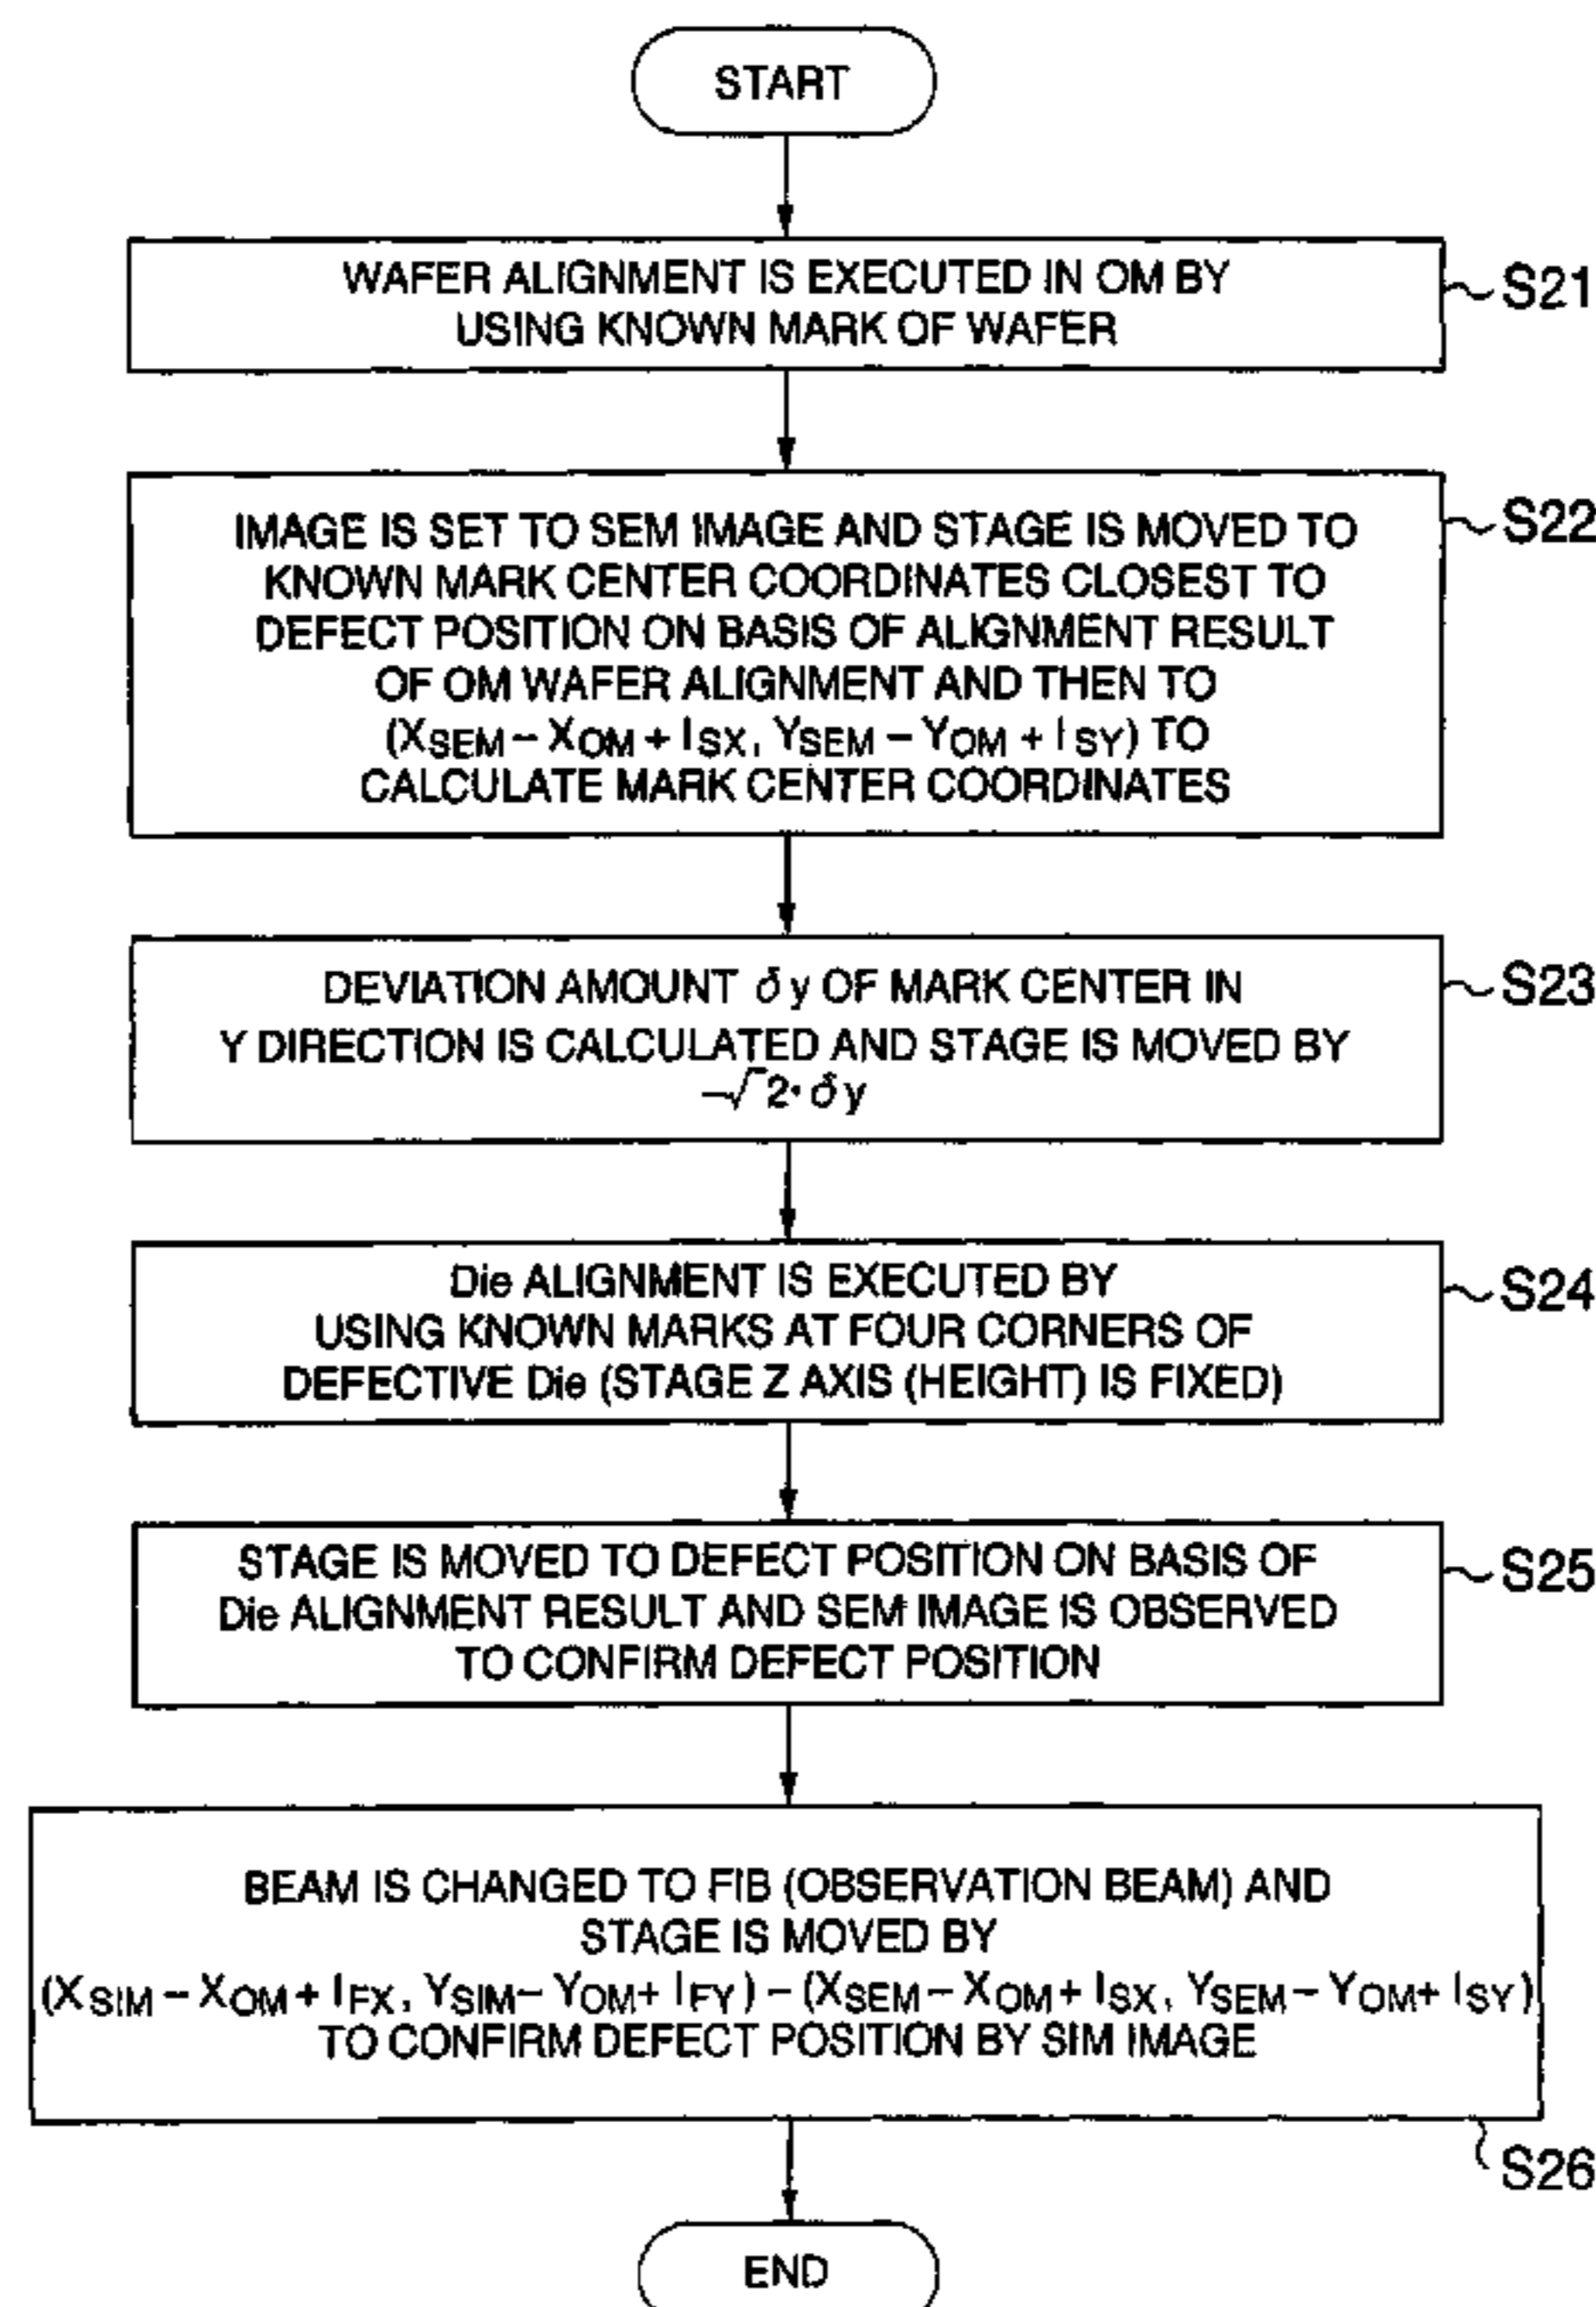 START
WAFER ALIGNMENT IS EXECUTED IN OM BY
USING KNOWN MARK OF WAFER
S21
IMAGE IS SET TO SEM IMAGE AND STAGE IS MOVED TO
KNOWN MARK CENTER COORDINATES CLOSEST TO
DEFECT POSITION ON BASIS OF ALIGNMENT RESULT
OF OM WAFER ALIGNMENT AND THEN TO
(XSEM – XOM + ISX, YSEM – YOM + ISY) TO
CALCULATE MARK CENTER COORDINATES
S22
DEVIATION AMOUNT δy OF MARK CENTER IN
Y DIRECTION IS CALCULATED AND STAGE IS MOVED BY
–√2·δy
S23
Die ALIGNMENT IS EXECUTED BY
USING KNOWN MARKS AT FOUR CORNERS OF
DEFECTIVE Die (STAGE Z AXIS (HEIGHT) IS FIXED)
S24
STAGE IS MOVED TO DEFECT POSITION ON BASIS OF
Die ALIGNMENT RESULT AND SEM IMAGE IS OBSERVED
TO CONFIRM DEFECT POSITION
S25
BEAM IS CHANGED TO FIB (OBSERVATION BEAM) AND
STAGE IS MOVED BY
(XSIM – XOM + IFX, YSIM – YOM + IFY) – (XSEM – XOM + ISX, YSEM – YOM + ISY)
TO CONFIRM DEFECT POSITION BY SIM IMAGE
S26
END